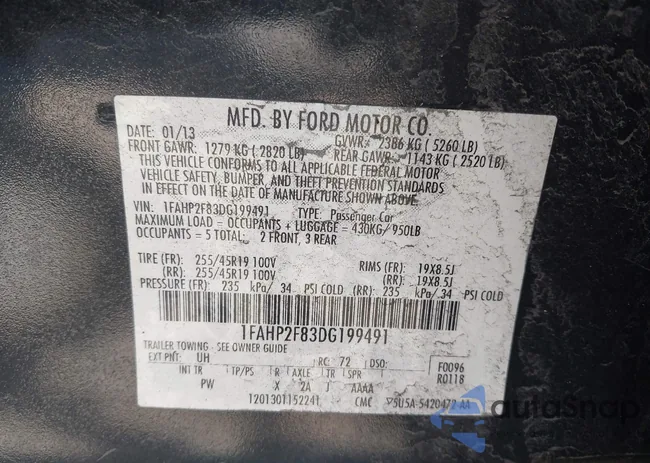 MFD. BY FORD MOTOR CO.
DATE: 01/13 GVWR: 2386 KG ( 5260 LB)
FRONT GAWR: 1279 KG ( 2820 LB) REAR GAWR: 1143 KG ( 2520 LB)
THIS VEHICLE CONFORMS TO ALL APPLICABLE FEDERAL MOTOR
VEHICLE SAFETY, BUMPER, AND THEFT PREVENTION STANDARDS
IN EFFECT ON THE DATE OF MANUFACTURE SHOWN ABOVE.
VIN: 1FAHP2F83DG199491 TYPE: Passenger Car
MAXIMUM LOAD = OCCUPANTS + LUGGAGE = 430KG/950LB
OCCUPANTS = 5 TOTAL: 2 FRONT, 3 REAR
TIRE (FR): 255/45R19 100V RIMS (FR): 19X8.5J
(RR): 255/45R19 100V (RR): 19X8.5J
PRESSURE (FR): 235 kPa/ 34 PSI COLD (RR): 235 kPa/ 34 PSI COLD
1FAHP2F83DG199491
TRAILER TOWING - SEE OWNER GUIDE
EXT PNT: UH RC: 72 DSO: F0096
INT TR TP/PS R AXLE TR SPR R0118
PW X 2A J AAAA
1201301152241 CMC 5U5A-5420472-AA
autoSnap